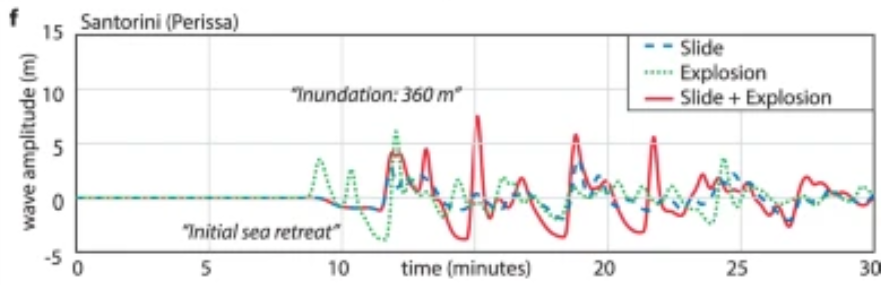 f
Santorini (Perissa)
15
10
5
0
-5
wave amplitude (m)
Slide
Explosion
Slide + Explosion
"Inundation: 360 m"
"Initial sea retreat"
0 5 10 time (minutes) 20 25 30